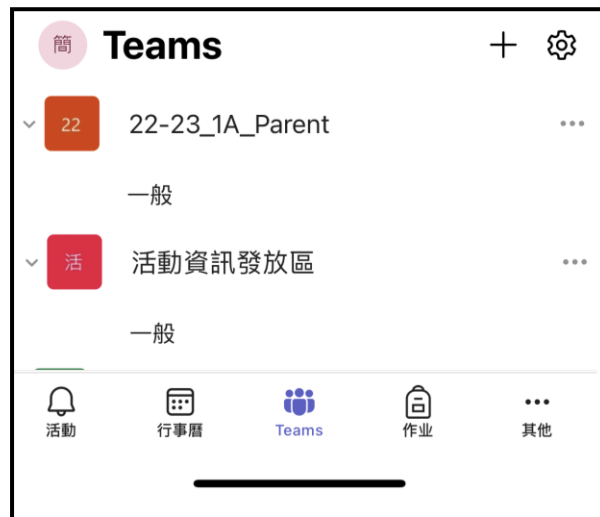 簡 Teams
22 22-23_1A_Parent
一般
活 活動資訊發放區
一般
活動 行事曆 Teams 作业 其他